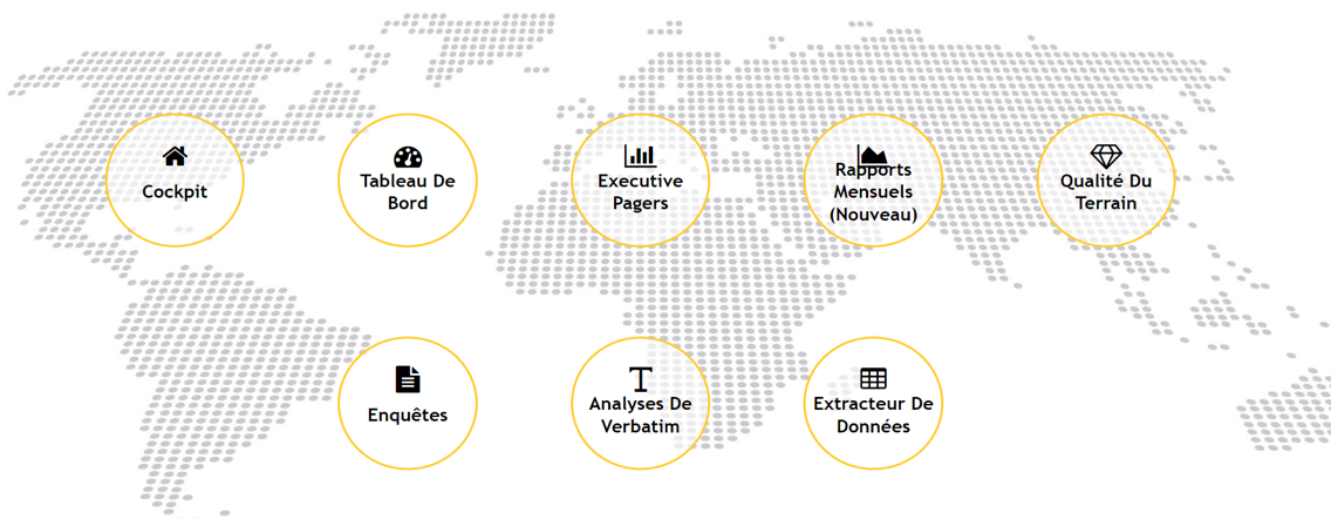 Cockpit
Tableau De
Bord
Executive
Pagers
Rapports
Mensuels
(Nouveau)
Qualité Du
Terrain
Enquêtes
Analyses De
Verbatim
Extracteur De
Données